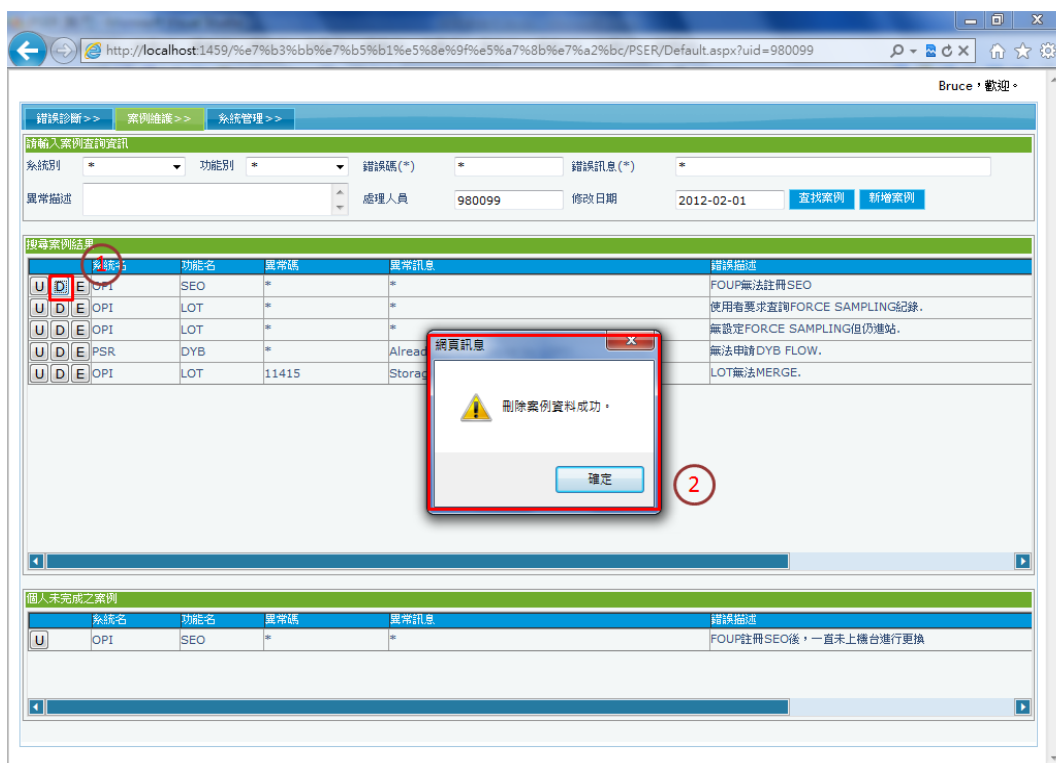 http://localhost:1459/%e7%b3%bb%e7%b5%b1%e5%8e%9f%e5%a7%8b%e7%a2%bc/PSER/Default.aspx?uid=980099
Bruce，歡迎。
錯誤診斷>> 案例維護>> 系統管理>>
請輸入案例查詢資訊
系統別 * 功能別 * 錯誤碼(*) * 錯誤訊息(*) *
異常描述 處理人員 980099 修改日期 2012-02-01 查找案例 新增案例
搜尋案例結果
1
系統名 功能名 異常碼 異常訊息 錯誤描述
U D E OPI SEO * * FOUP無法註冊SEO
U D E OPI LOT * * 使用者要求查詢FORCE SAMPLING紀錄.
U D E OPI LOT * * 無設定FORCE SAMPLING但仍進站.
U D E PSR DYB * Alread 無法申請DYB FLOW.
U D E OPI LOT 11415 Storag LOT無法MERGE.
網頁訊息
x
刪除案例資料成功。
確定
2
個人未完成之案例
系統名 功能名 異常碼 異常訊息 錯誤描述
U OPI SEO * * FOUP註冊SEO後，一直未上機台進行更換